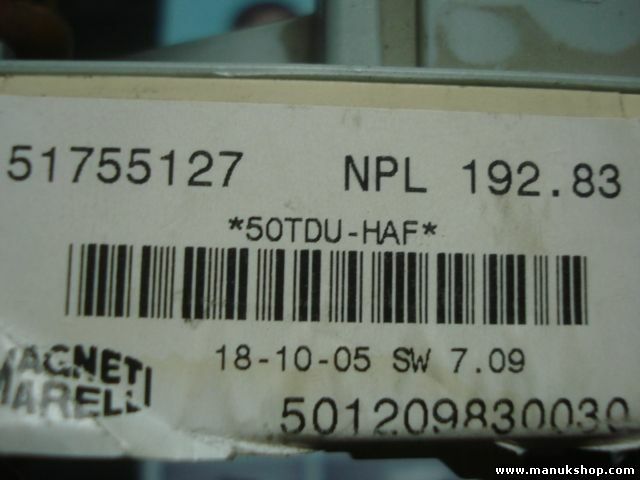 51755127 NPL 192.83
*50TDU-HAF*
18-10-05 SW 7.09
MAGNETI
MARELLI
501209830030
www.manukshop.com